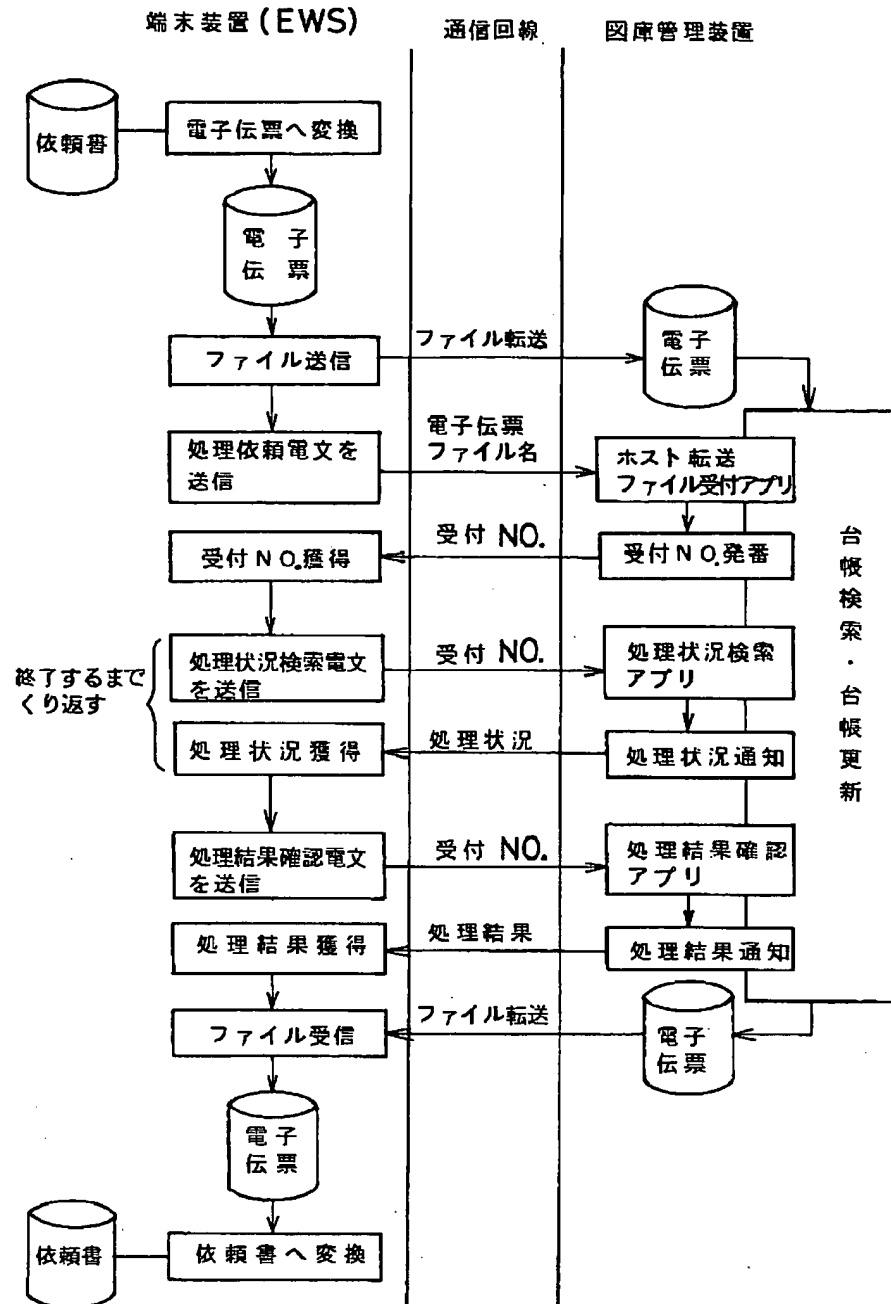 端末装置(EWS)
通信回線
図庫管理装置
依頼書
電子伝票へ変換
電子
伝票
ファイル送信
ファイル転送
電子
伝票
処理依頼電文を
送信
電子伝票
ファイル名
ホスト転送
ファイル受付アプリ
受付NO.獲得
受付 NO.
受付NO.発番
終了するまで
くり返す
処理状況検索電文
を送信
受付 NO.
処理状況検索
アプリ
処理状況獲得
処理状況
処理状況通知
台帳検索・台帳更新
処理結果確認電文
を送信
受付 NO.
処理結果確認
アプリ
処理結果獲得
処理結果
処理結果通知
ファイル受信
ファイル転送
電子
伝票
電子
伝票
依頼書
依頼書へ変換